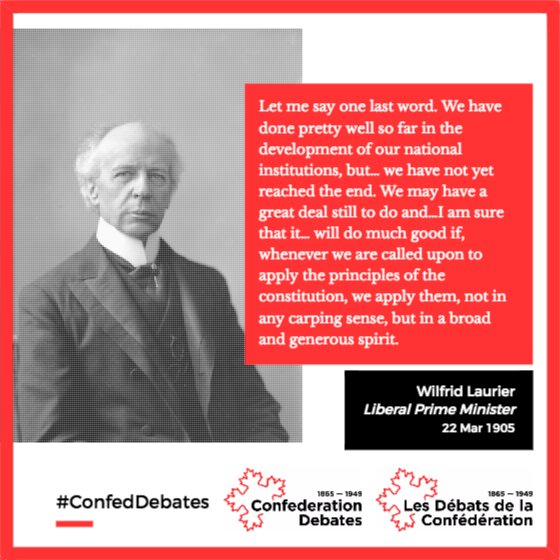 Let me say one last word. We have
done pretty well so far in the
development of our national
institutions, but... we have not yet
reached the end. We may have a
great deal still to do and...I am sure
that it... will do much good if,
whenever we are called upon to
apply the principles of the
constitution, we apply them, not in
any carping sense, but in a broad
and generous spirit.
Wilfrid Laurier
Liberal Prime Minister
22 Mar 1905
#ConfedDebates
1865 — 1949
Confederation
Debates
1865 — 1949
Les Débats de la
Confédération